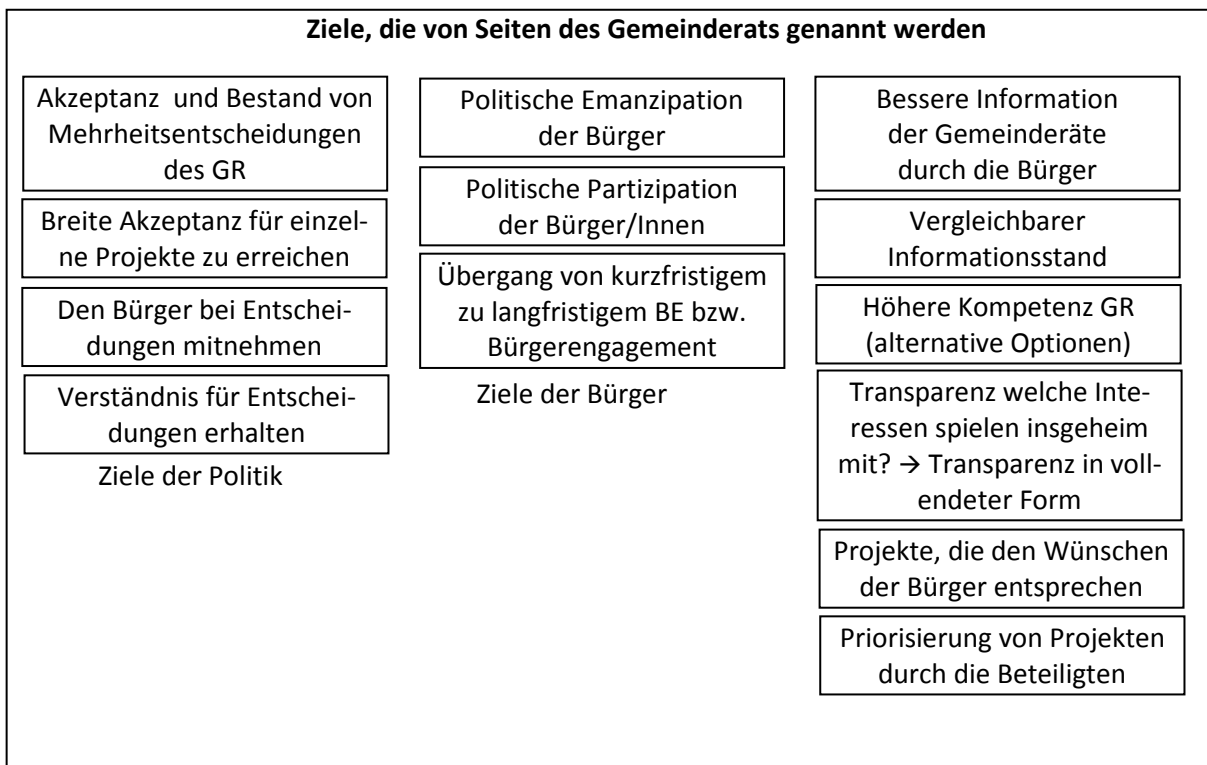 Ziele, die von Seiten des Gemeinderats genannt werden
Akzeptanz und Bestand von
Mehrheitsentscheidungen
des GR
Breite Akzeptanz für einzel-
ne Projekte zu erreichen
Den Bürger bei Entschei-
dungen mitnehmen
Verständnis für Entschei-
dungen erhalten
Ziele der Politik
Politische Emanzipation
der Bürger
Politische Partizipation
der Bürger/Innen
Übergang von kurzfristigem
zu langfristigem BE bzw.
Bürgerengagement
Ziele der Bürger
Bessere Information
der Gemeinderäte
durch die Bürger
Vergleichbarer
Informationsstand
Höhere Kompetenz GR
(alternative Optionen)
Transparenz welche Inte-
ressen spielen insgeheim
mit? → Transparenz in voll-
endeter Form
Projekte, die den Wünschen
der Bürger entsprechen
Priorisierung von Projekten
durch die Beteiligten